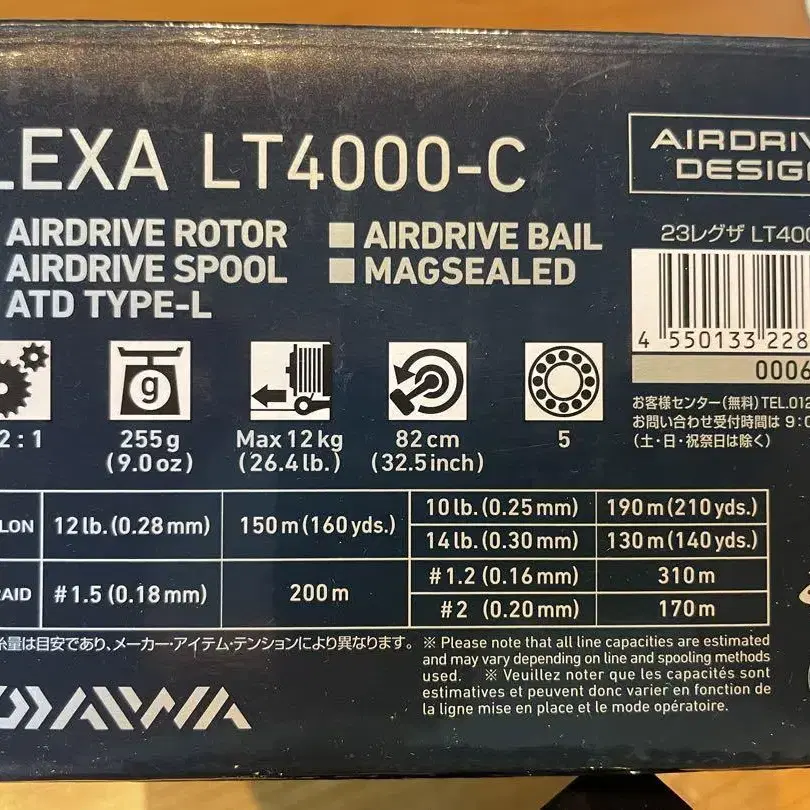 LEXA LT4000-C
AIRDRIV
DESIG
AIRDRIVE ROTOR
AIRDRIVE BAIL
AIRDRIVE SPOOL
MAGSEALED
ATD TYPE-L
23レグザ LT400
4 550133 228
0006
お客様センター(無料)TEL.012
お問い合わせ受付時間は 9:0
(土・日・祝祭日は除く)
g
2:1
255g
(9.0oz)
Max 12kg
(26.4lb.)
82cm
(32.5inch)
5
LON 12lb.(0.28mm) 150m(160yds.) 10lb.(0.25mm) 190m(210yds.)
14lb.(0.30mm) 130m(140yds.)
AID #1.5(0.18mm) 200m #1.2(0.16mm) 310m
#2 (0.20mm) 170m
糸量は目安であり、メーカー・アイテム・テンションにより異なります。
※ Please note that all line capacities are estimated
and may vary depending on line and spooling methods
used. ※ Veuillez noter que les capacités sont
estimatives et peuvent donc varier en fonction de
la ligne mise en place et le mode opératoire.
DAIWA